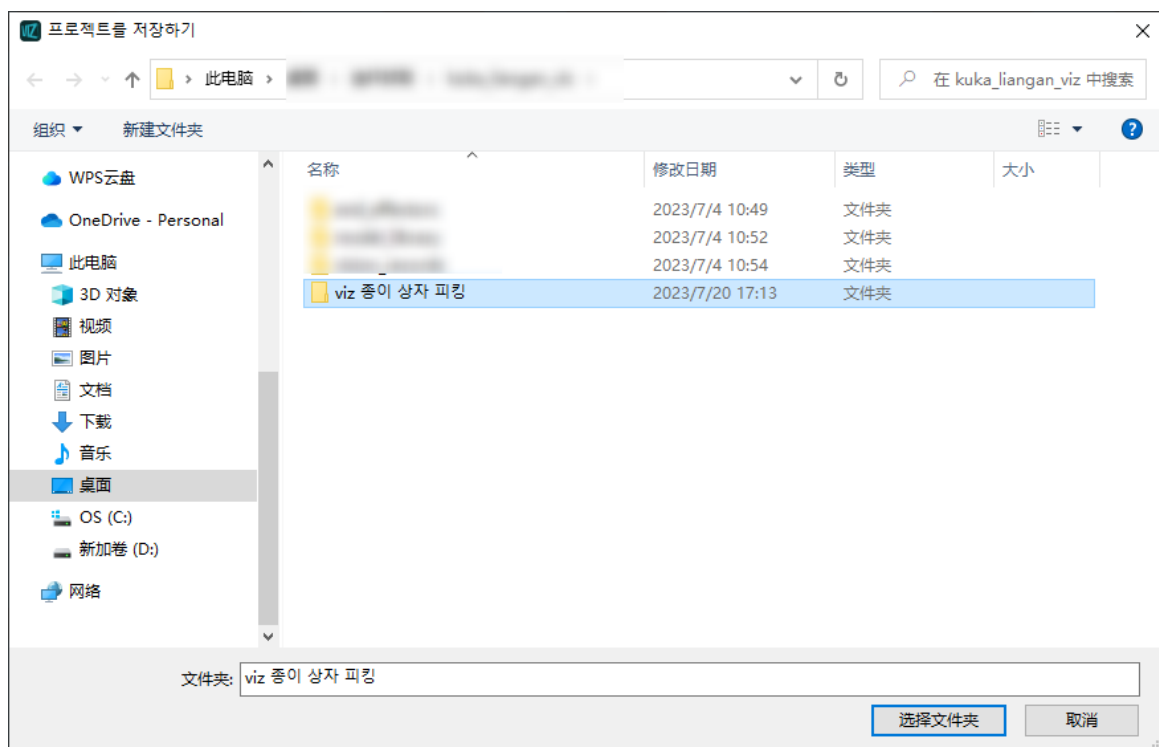 VIZ 프로젝트를 저장하기
此电脑
在 kuka_liangan_viz 中搜索
组织 新建文件夹
名称 修改日期 类型 大小
WPS云盘
OneDrive - Personal
此电脑
3D 对象
视频
图片
文档
下载
音乐
桌面
OS (C:)
新加卷 (D:)
网络
2023/7/4 10:49 文件夹
2023/7/4 10:52 文件夹
2023/7/4 10:54 文件夹
viz 종이 상자 피킹 2023/7/20 17:13 文件夹
文件夹: viz 종이 상자 피킹
选择文件夹 取消